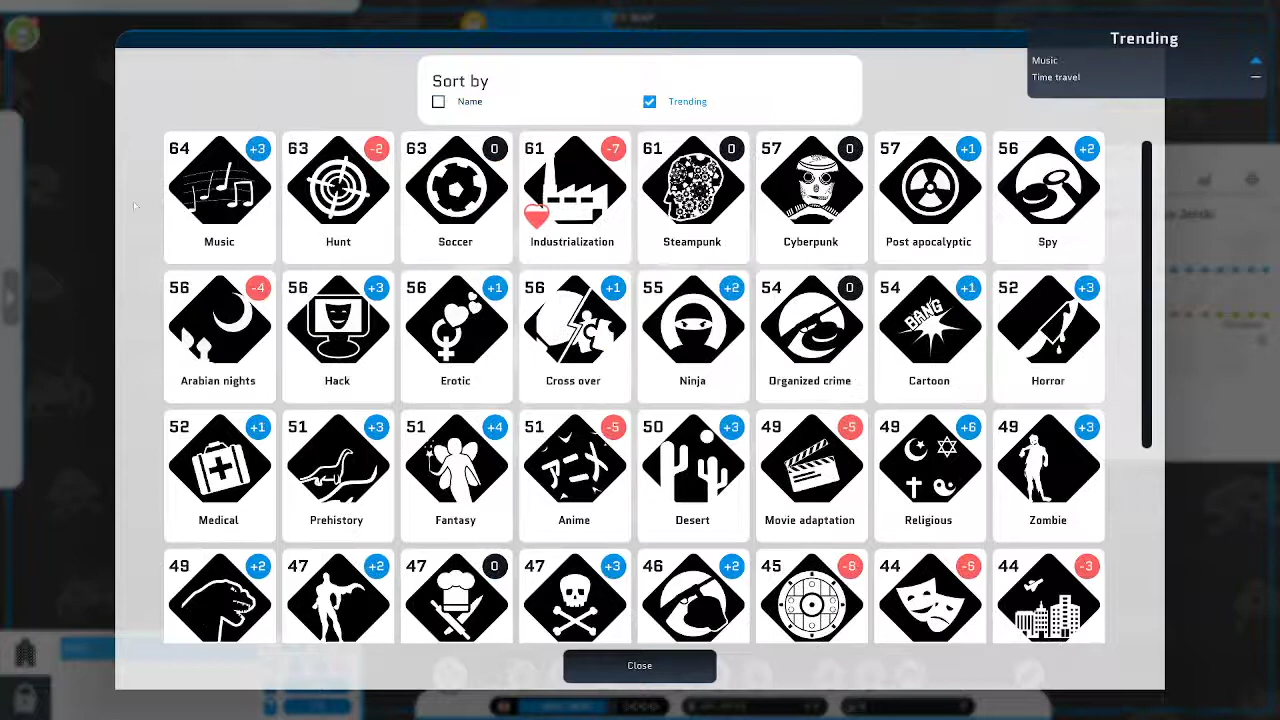 Trending
Music
Time travel
Sort by
Name
Trending
64 +3 63 -2 63 0 61 -7 61 0 57 0 57 +1 56 +2
Music Hunt Soccer Industrialization Steampunk Cyberpunk Post apocalyptic Spy
56 -4 56 +3 56 +1 56 +1 55 +2 54 0 54 +1 52 +3
BANG
Arabian nights Hack Erotic Cross over Ninja Organized crime Cartoon Horror
52 +1 51 +3 51 +4 51 -5 50 +3 49 -5 49 +6 49 +3
アニメ
Medical Prehistory Fantasy Anime Desert Movie adaptation Religious Zombie
49 +2 47 +2 47 0 47 +3 46 +2 45 44 44 -3
Close